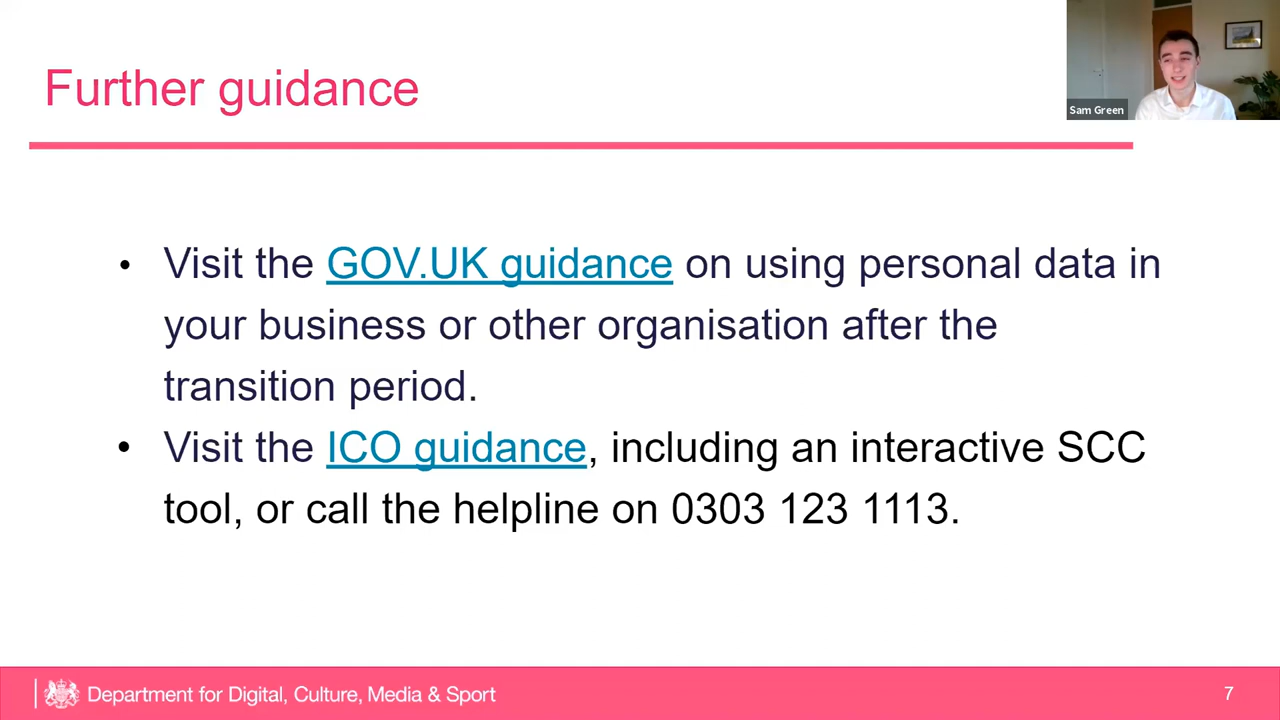 Further guidance
Sam Green
• Visit the GOV.UK guidance on using personal data in
your business or other organisation after the
transition period.
• Visit the ICO guidance, including an interactive SCC
tool, or call the helpline on 0303 123 1113.
Department for Digital, Culture, Media & Sport
7